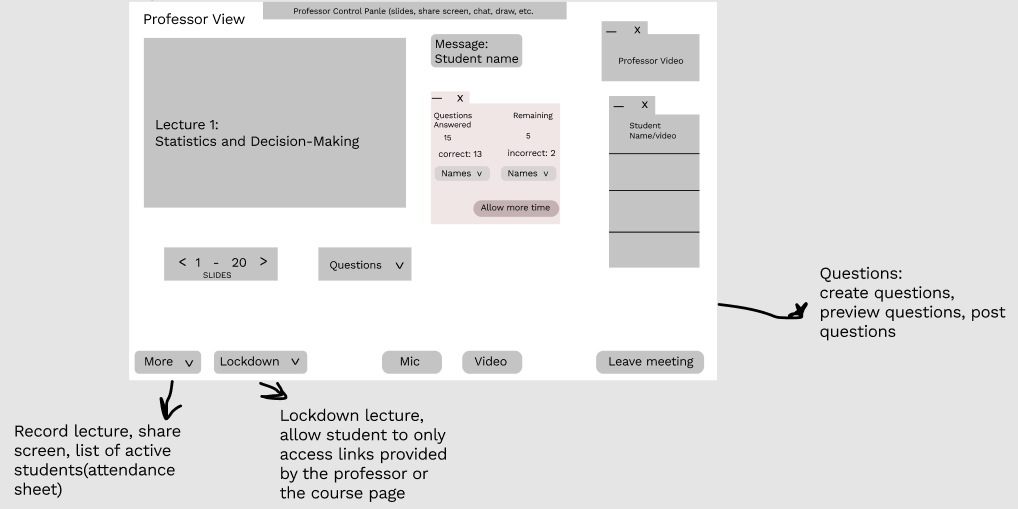 Professor Control Panle (slides, share screen, chat, draw, etc.
Professor View
Message:
Student name
— X
Professor Video
Lecture 1:
Statistics and Decision-Making
— X
Questions
Answered
Remaining
15
5
correct: 13
incorrect: 2
Names v
Names v
Allow more time
— X
Student
Name/video
< 1 - 20 >
SLIDES
Questions v
Questions:
create questions,
preview questions, post
questions
More v
Lockdown v
Mic
Video
Leave meeting
Record lecture, share
screen, list of active
students(attendance
sheet)
Lockdown lecture,
allow student to only
access links provided
by the professor or
the course page